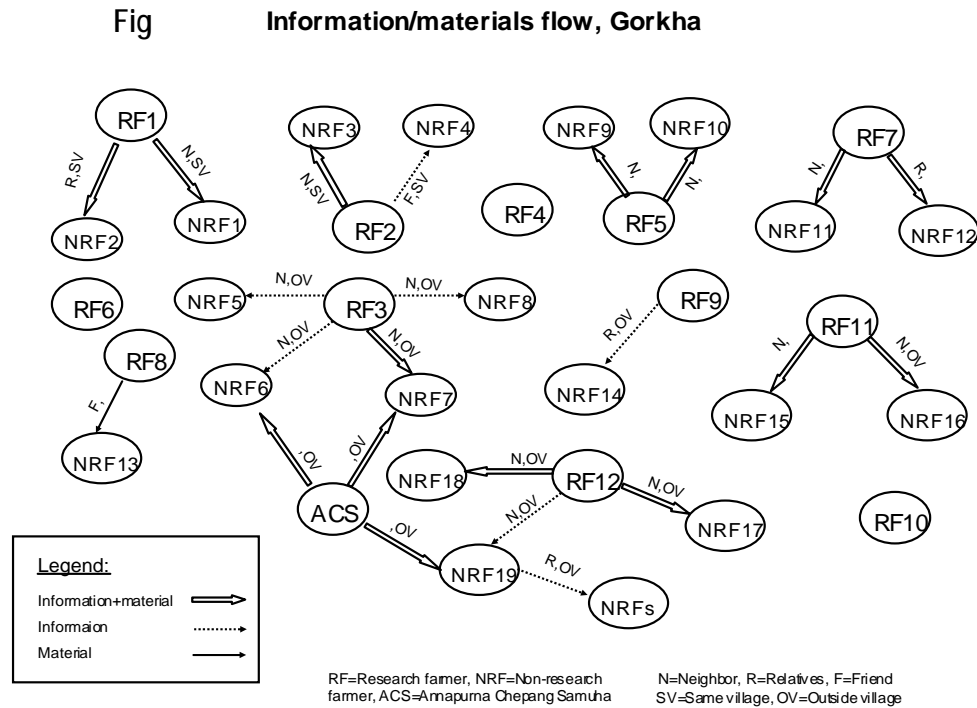 Fig Information/materials flow, Gorkha
RF1
R,SV
N,SV
NRF2
NRF1
NRF3
NRF4
N,SV
F,SV
RF2
RF4
NRF9
NRF10
N,
N,
RF5
RF7
N,
R,
NRF11
NRF12
RF6
NRF5
N,OV
RF3
N,OV
NRF8
N,OV
N,OV
NRF6
NRF7
RF8
F,
NRF13
RF9
R,OV
NRF14
RF11
N,
N,OV
NRF15
NRF16
,OV
,OV
ACS
,OV
NRF18
N,OV
RF12
N,OV
N,OV
NRF17
NRF19
R,OV
NRFs
RF10
Legend:
Information+material
Informaion
Material
RF=Research farmer, NRF=Non-research
farmer, ACS=Annapurna Chepang Samuha
N=Neighbor, R=Relatives, F=Friend
SV=Same village, OV=Outside village